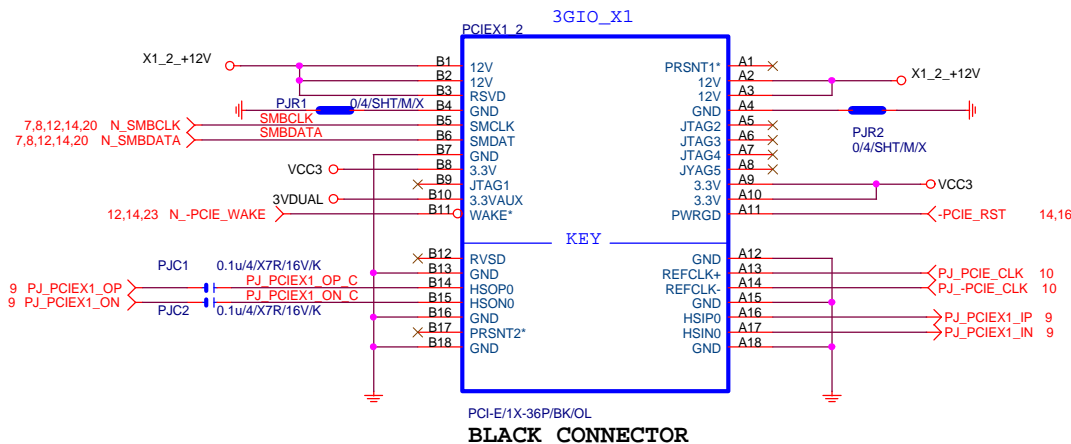 3GIO_X1
PCIEX1_2
X1_2_+12V B1 12V PRSNT1* A1
B2 12V 12V A2 X1_2_+12V
B3 RSVD 12V A3
PJR1 0/4/SHT/M/X B4 GND GND A4
7,8,12,14,20 N_SMBCLK SMBCLK B5 SMCLK JTAG2 A5
7,8,12,14,20 N_SMBDATA SMBDATA B6 SMDAT JTAG3 A6 PJR2
B7 GND JTAG4 A7 0/4/SHT/M/X
VCC3 B8 3.3V JYAG5 A8
B9 JTAG1 3.3V A9 VCC3
3VDUAL B10 3.3VAUX 3.3V A10
12,14,23 N_-PCIE_WAKE B11 WAKE* PWRGD A11 -PCIE_RST 14,16
KEY
B12 RVSD GND A12
PJC1 0.1u/4/X7R/16V/K B13 GND REFCLK+ A13 PJ_PCIE_CLK 10
9 PJ_PCIEX1_OP PJ_PCIEX1_OP_C B14 HSOP0 REFCLK- A14 PJ_-PCIE_CLK 10
9 PJ_PCIEX1_ON PJ_PCIEX1_ON_C B15 HSON0 GND A15
PJC2 0.1u/4/X7R/16V/K B16 GND HSIP0 A16 PJ_PCIEX1_IP 9
B17 PRSNT2* HSIN0 A17 PJ_PCIEX1_IN 9
B18 GND GND A18
PCI-E/1X-36P/BK/OL
BLACK CONNECTOR